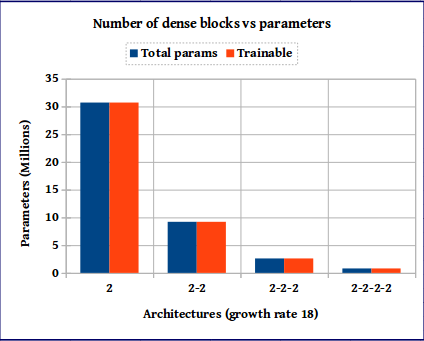 Number of dense blocks vs parameters
Total params Trainable
35
30
25
20
15
10
5
0
Parameters (Millions)
2 2-2 2-2-2 2-2-2-2
Architectures (growth rate 18)